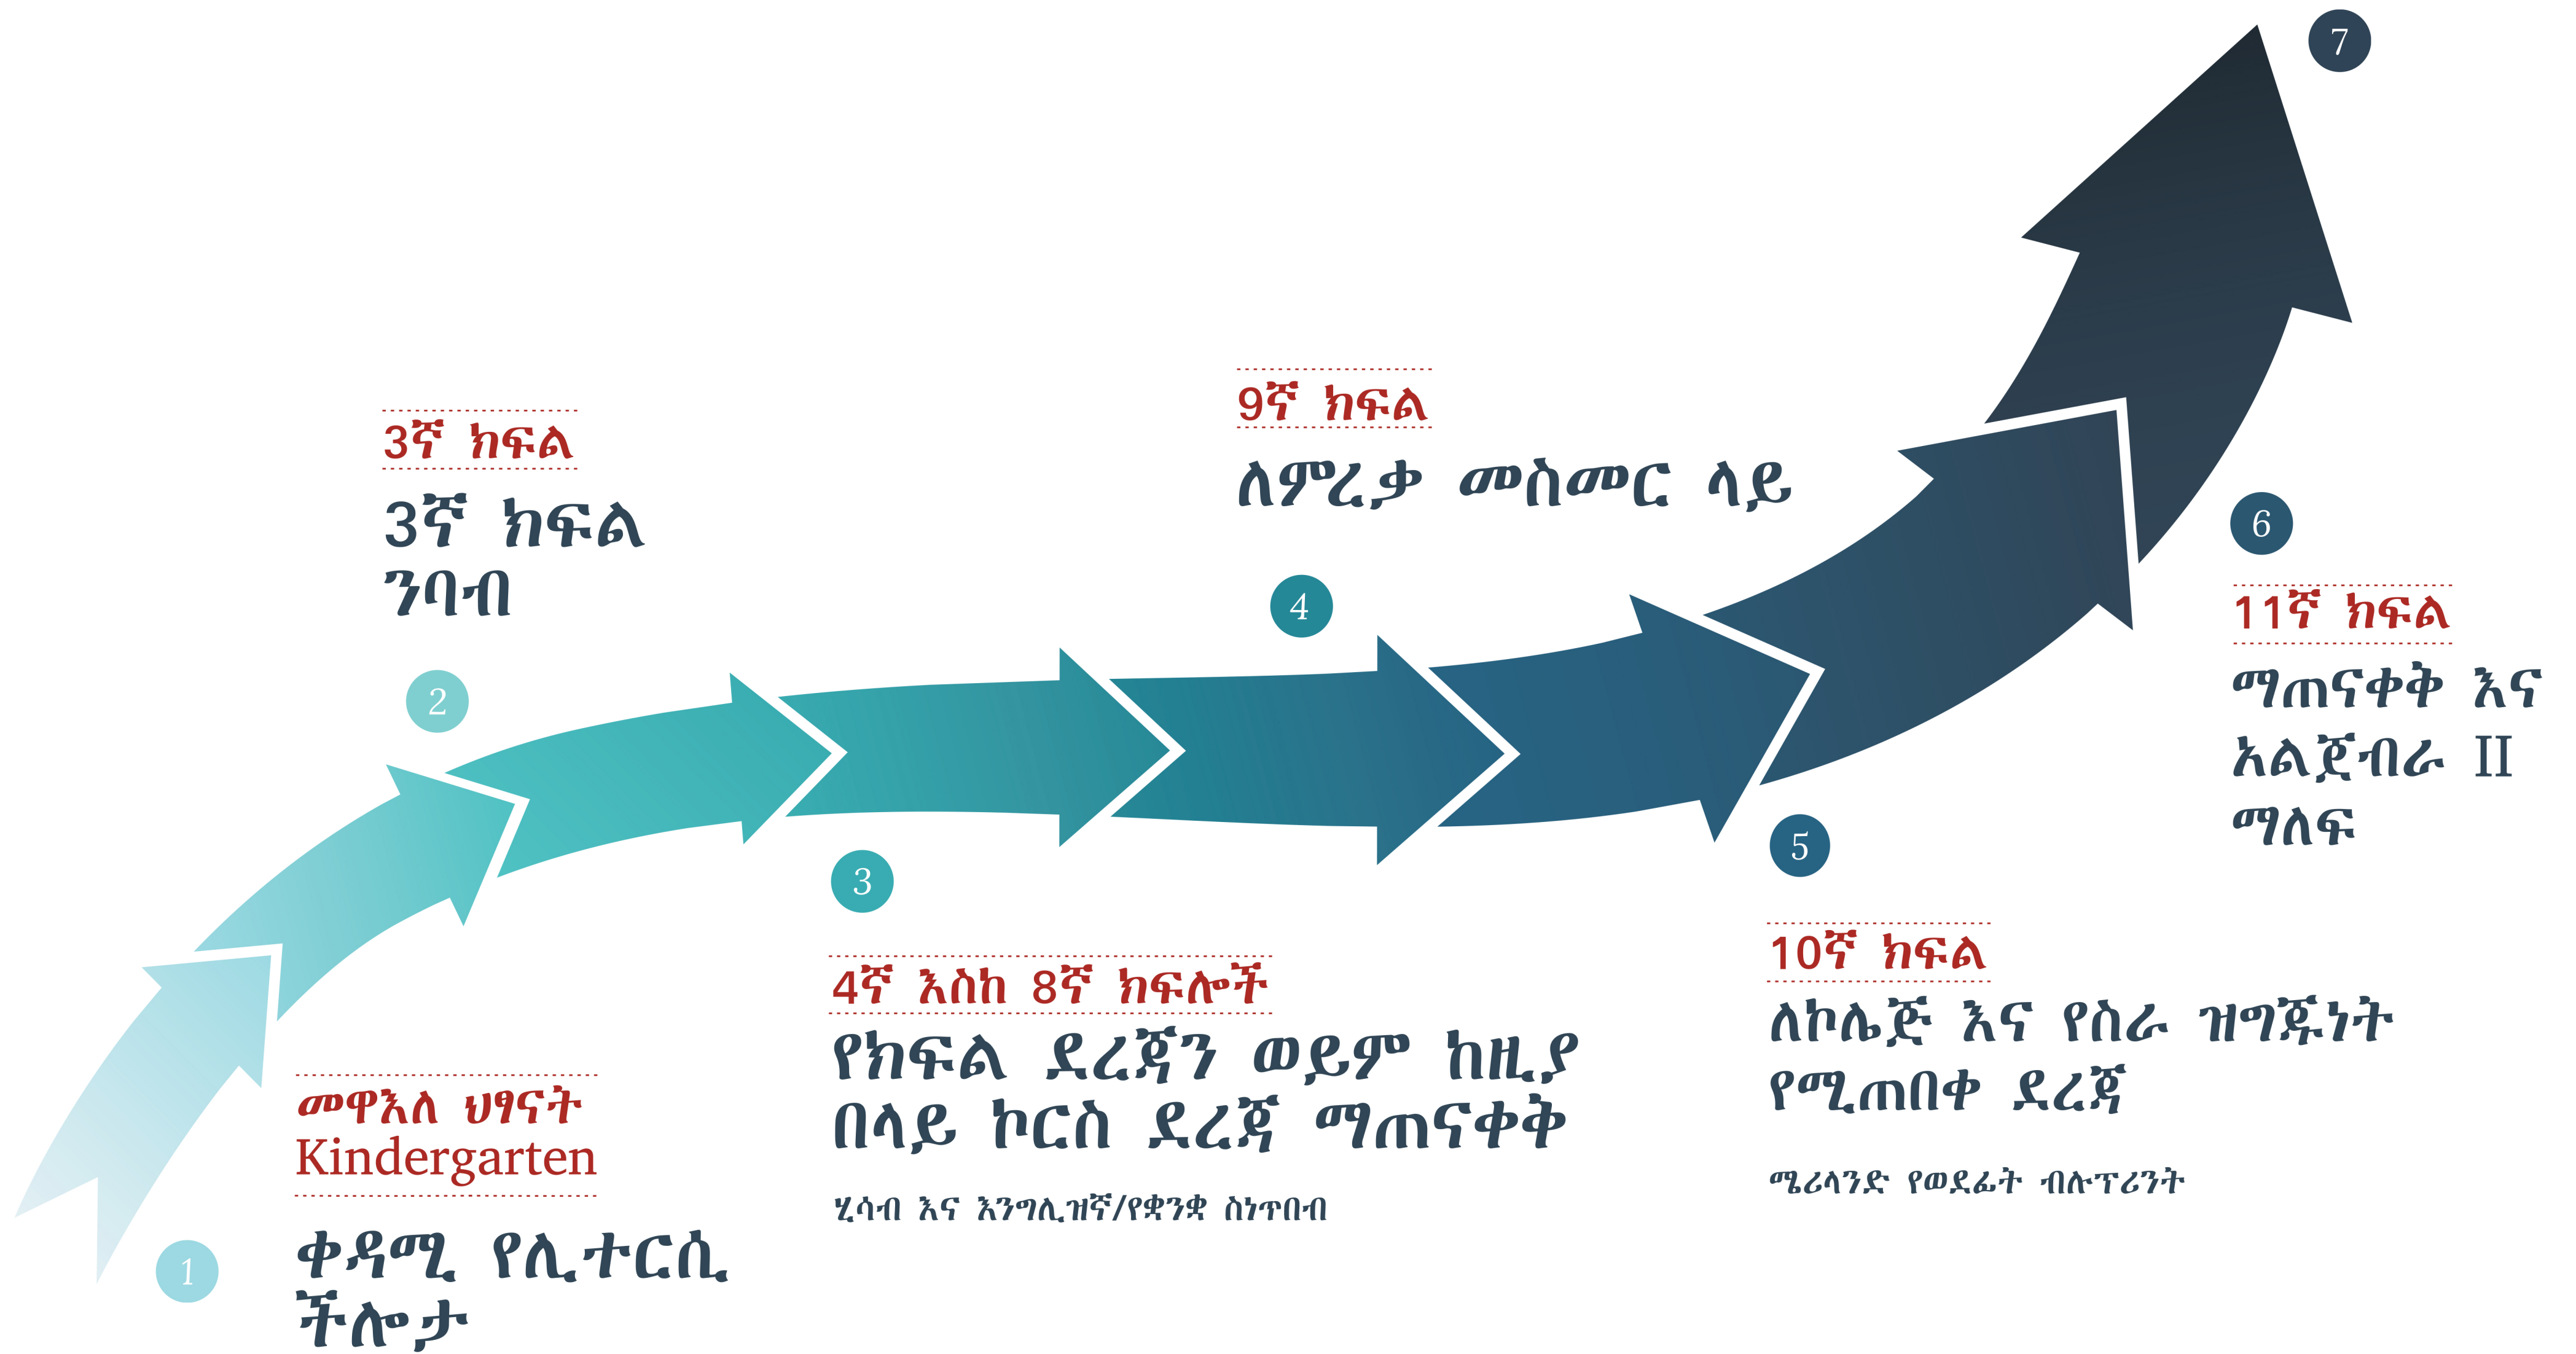 1
መዋእለ ህፃናት
Kindergarten
ቀዳሚ የሊተርሲ
ችሎታ
2
3ኛ ክፍል
3ኛ ክፍል
ንባብ
3
4ኛ እስከ 8ኛ ክፍሎች
የክፍል ደረጃን ወይም ከዚያ
በላይ ኮርስ ደረጃ ማጠናቀቅ
ሂሳብ እና እንግሊዝኛ/የቋንቋ ስነጥበብ
4
9ኛ ክፍል
ለምረቃ መስመር ላይ
5
10ኛ ክፍል
ለኮሌጅ እና የስራ ዝግጁነት
የሚጠበቀ ደረጃ
ሜሪላንድ የወደፊት ብሉፕሪንት
6
11ኛ ክፍል
ማጠናቀቅ እና
አልጀብራ II
ማለፍ
7